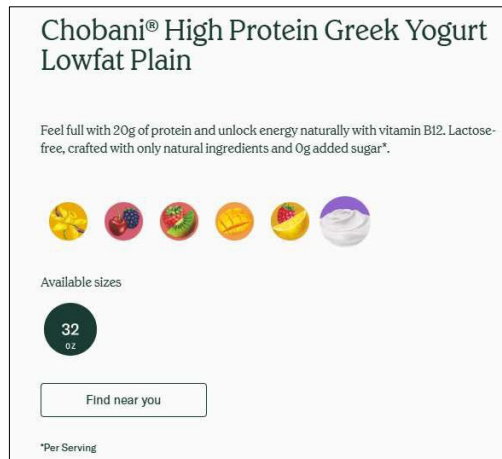 Chobani® High Protein Greek Yogurt
Lowfat Plain
Feel full with 20g of protein and unlock energy naturally with vitamin B12. Lactose-
free, crafted with only natural ingredients and 0g added sugar*.
Available sizes
32
OZ
Find near you
*Per Serving